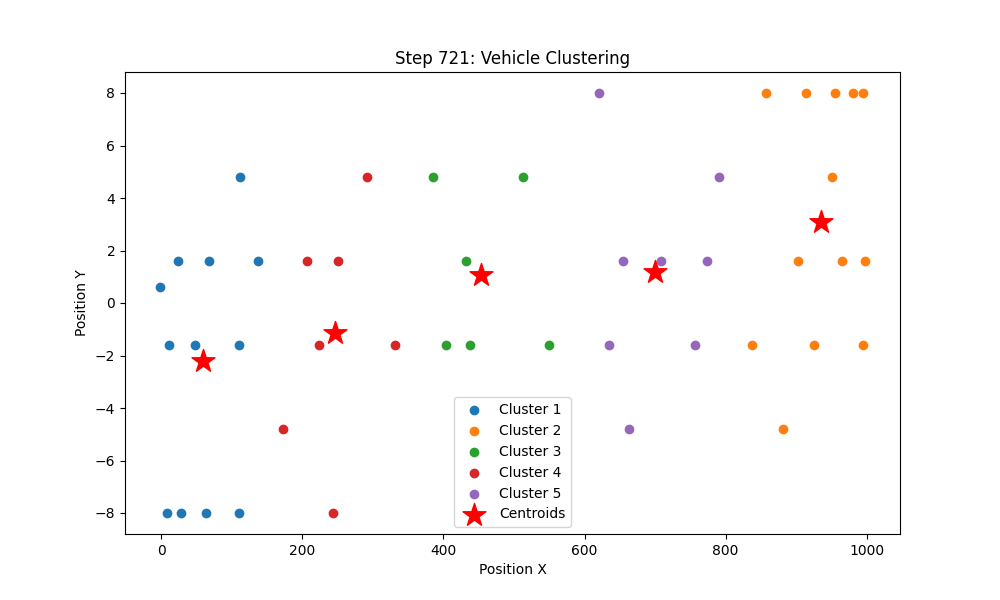 Step 721: Vehicle Clustering
Position Y
8
6
4
2
0
−2
−4
−6
−8
Cluster 1
Cluster 2
Cluster 3
Cluster 4
Cluster 5
Centroids
0 200 400 600 800 1000
Position X